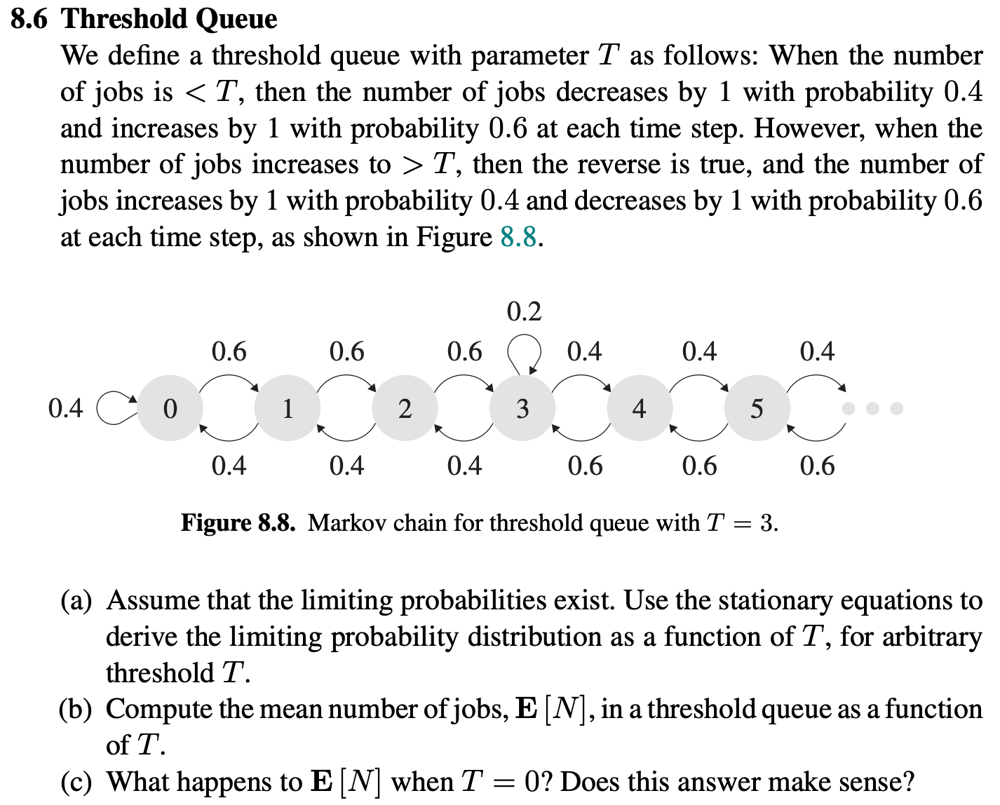 8.6 Threshold Queue
We define a threshold queue with parameter T as follows: When the number
of jobs is < T, then the number of jobs decreases by 1 with probability 0.4
and increases by 1 with probability 0.6 at each time step. However, when the
number of jobs increases to > T, then the reverse is true, and the number of
jobs increases by 1 with probability 0.4 and decreases by 1 with probability 0.6
at each time step, as shown in Figure 8.8.
0.2
0.6 0.6 0.6 0.4 0.4 0.4
0.4 0 1 2 3 4 5
0.4 0.4 0.4 0.6 0.6 0.6
Figure 8.8. Markov chain for threshold queue with T = 3.
(a) Assume that the limiting probabilities exist. Use the stationary equations to
derive the limiting probability distribution as a function of T, for arbitrary
threshold T.
(b) Compute the mean number of jobs, E [N], in a threshold queue as a function
of T.
(c) What happens to E [N] when T = 0? Does this answer make sense?